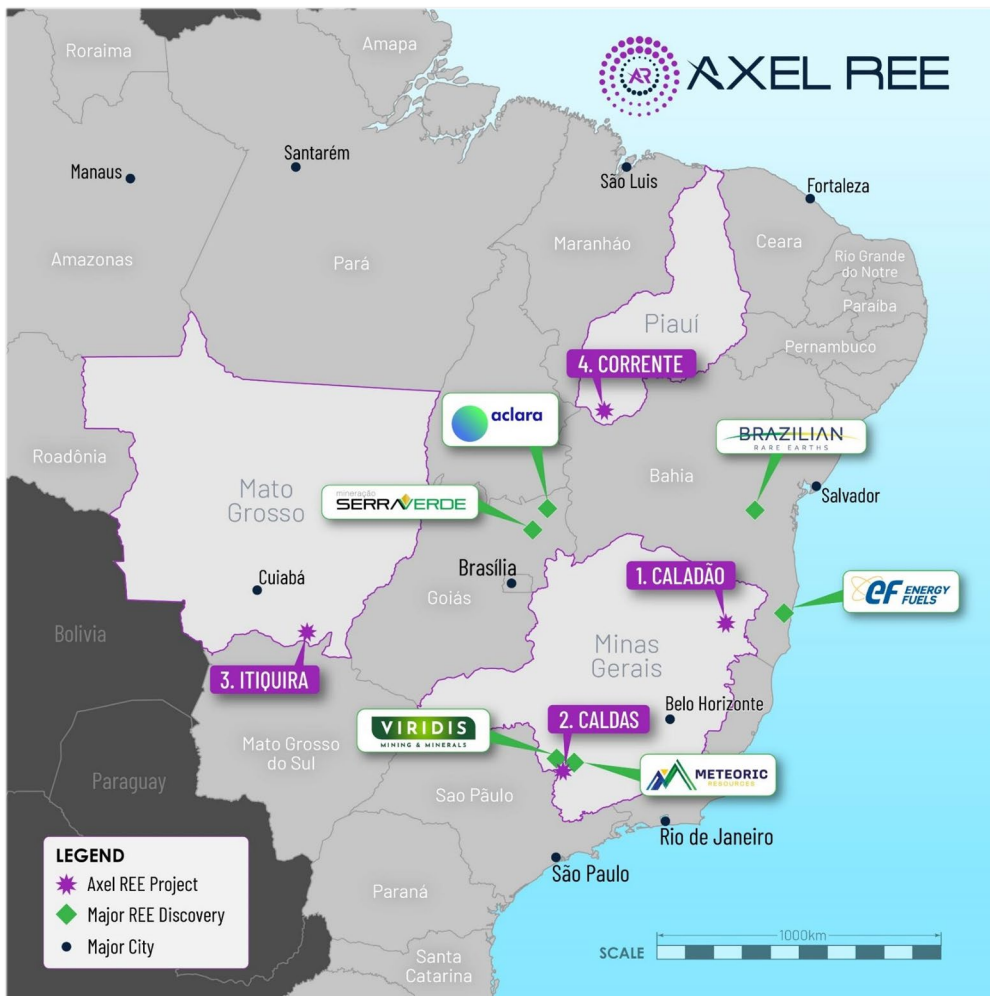 Roraima
Amapa
AR
AXEL REE
Manaus
Santarém
São Luis
Fortaleza
Amazonas
Pará
Maranháo
Ceara
Rio Grande
do Notre
Paraiba
Pernambuco
Piauí
4. CORRENTE
aclara
BRAZILIAN
RARE EARTHS
Roadônia
Mato
Grosso
mineração
SERRAVERDE
Bahia
Salvador
Cuiabá
Brasília
Goiás
1. CALADÃO
eF ENERGY
FUELS
Bolivia
Minas
Gerais
3. ITIQUIRA
Belo Horizonte
VIRIDIS
MINING & MINERALS
2. CALDAS
Mato Grosso
do Sul
METEORIC
RESOURCES
Paraguay
Sao Pãulo
Rio de Janeiro
São Paulo
LEGEND
Axel REE Project
Major REE Discovery
Major City
Paraná
Santa
Catarina
1000km
SCALE